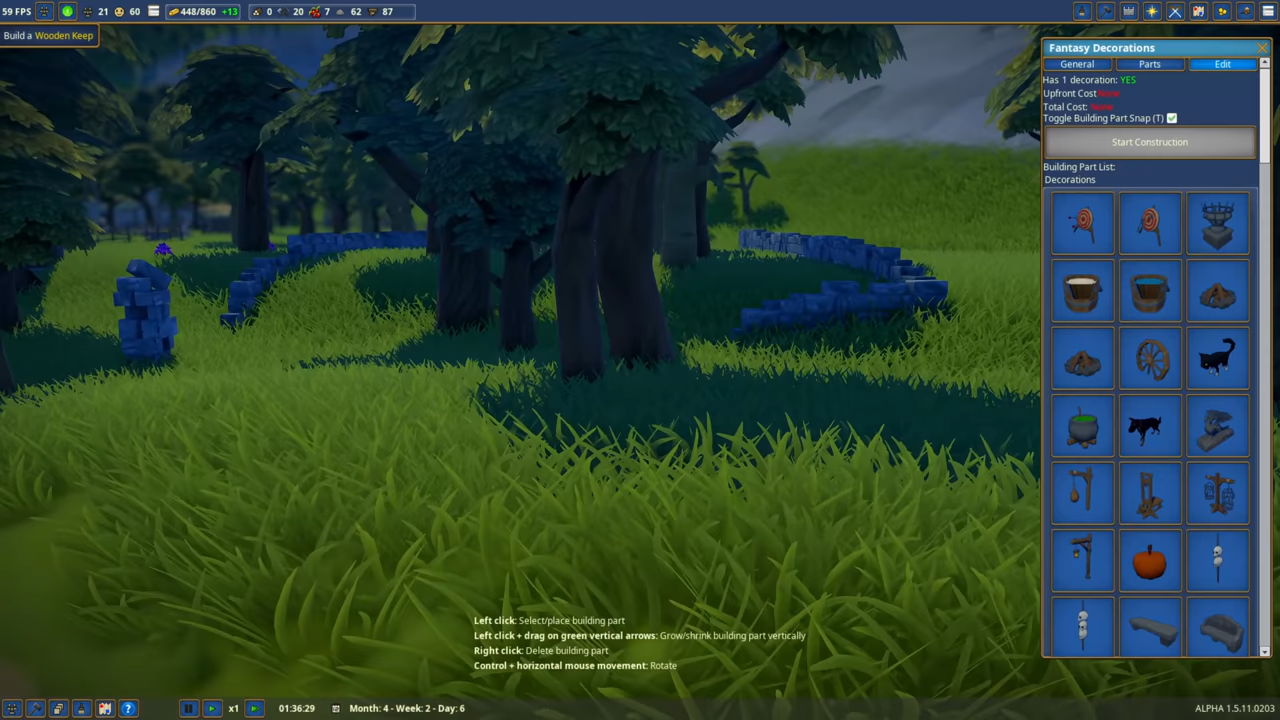 59 FPS 21 60 448/860 +13 0 20 7 62 87
Build a Wooden Keep
Fantasy Decorations
General Parts Edit
Has 1 decoration: YES
Upfront Cost None
Total Cost: None
Toggle Building Part Snap (T)
Start Construction
Building Part List:
Decorations
Left click: Select/place building part
Left click + drag on green vertical arrows: Grow/shrink building part vertically
Right click: Delete building part
Control + horizontal mouse movement: Rotate
? x1 01:36:29 Month: 4 - Week: 2 - Day: 6 ALPHA 1.5.11.0203